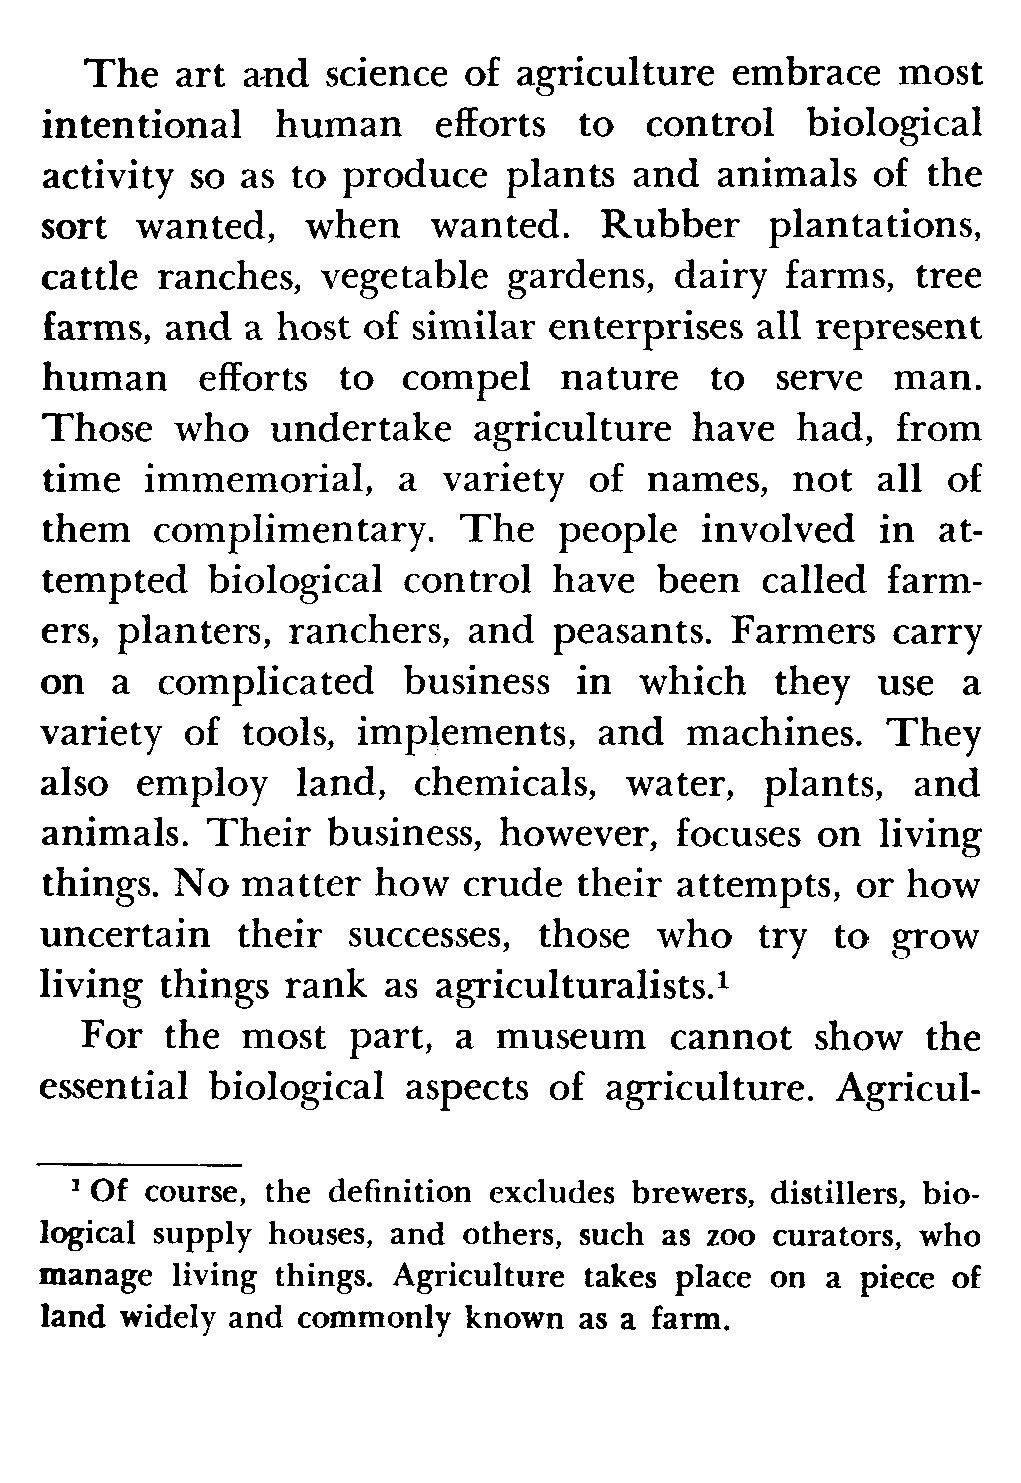 The art and science of agriculture embrace most
intentional human efforts to control biological
activity so as to produce plants and animals of the
sort wanted, when wanted. Rubber plantations,
cattle ranches, vegetable gardens, dairy farms, tree
farms, and a host of similar enterprises all represent
human efforts to compel nature to serve man.
Those who undertake agriculture have had, from
time immemorial, a variety of names, not all of
them complimentary. The people involved in at-
tempted biological control have been called farm-
ers, planters, ranchers, and peasants. Farmers carry
on a complicated business in which they use a
variety of tools, implements, and machines. They
also employ land, chemicals, water, plants, and
animals. Their business, however, focuses on living
things. No matter how crude their attempts, or how
uncertain their successes, those who try to grow
living things rank as agriculturalists.¹
For the most part, a museum cannot show the
essential biological aspects of agriculture. Agricul-
¹ Of course, the definition excludes brewers, distillers, bio-
logical supply houses, and others, such as zoo curators, who
manage living things. Agriculture takes place on a piece of
land widely and commonly known as a farm.